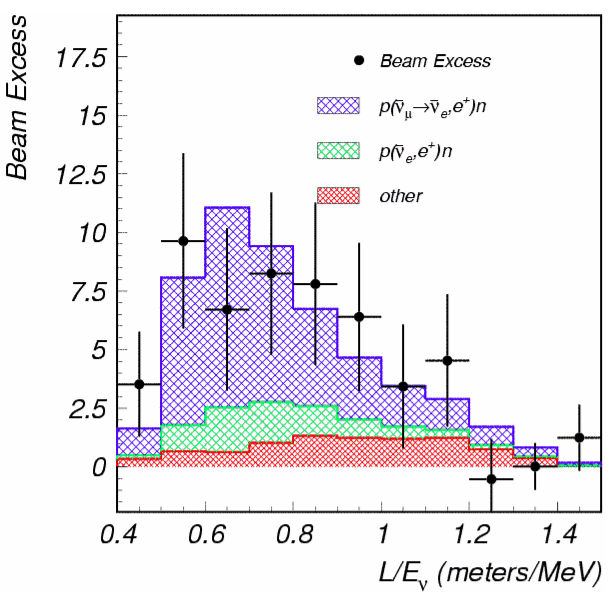 Beam Excess
17.5
15
12.5
10
7.5
5
2.5
0
Beam Excess
p(ν̄μ→ν̄e,e⁺)n
p(ν̄e,e⁺)n
other
0.4 0.6 0.8 1 1.2 1.4
L/Eν (meters/MeV)